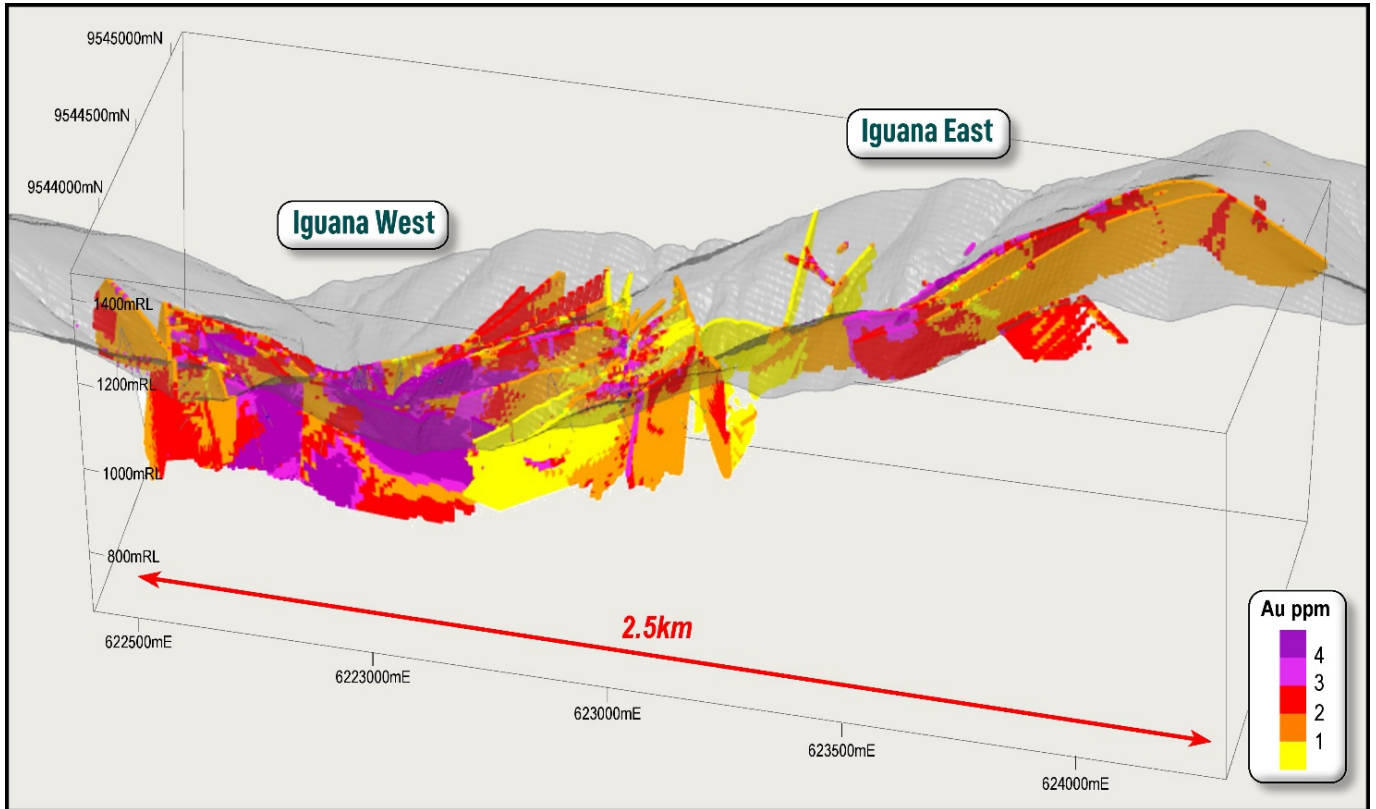 9545000mN
9544500mN
9544000mN
Iguana East
Iguana West
1400mRL
1200mRL
1000mRL
800mRL
2.5km
622500mE
6223000mE
623000mE
623500mE
624000mE
Au ppm
4
3
2
1